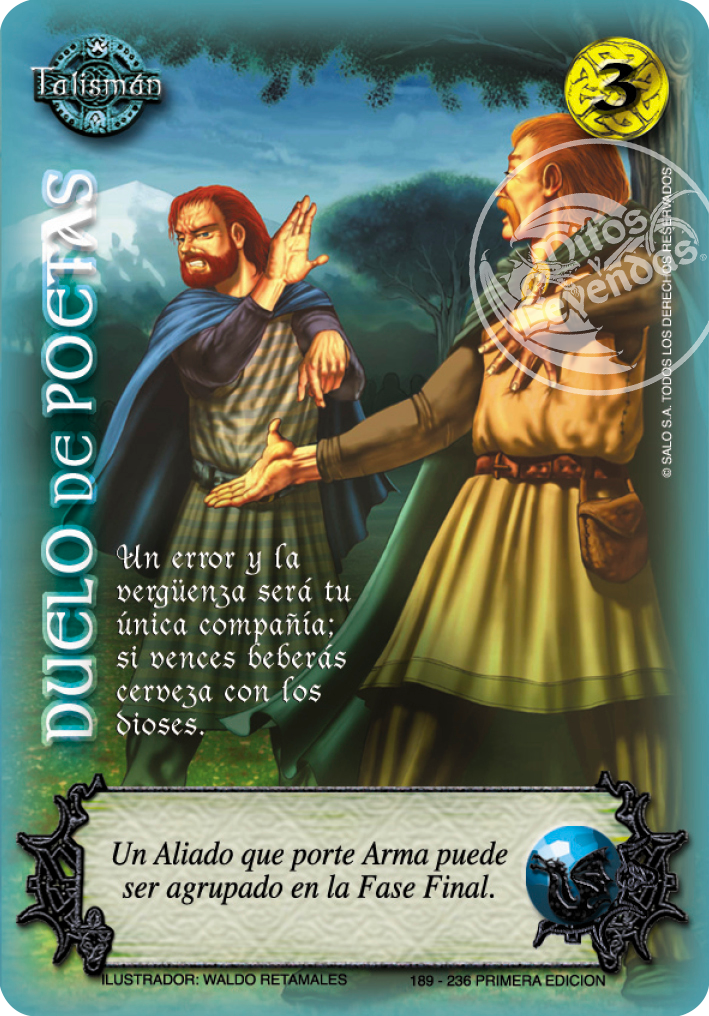 Talismán
3
DUELO DE POETAS
Mitos
y Leyendas
© SALO S.A. TODOS LOS DERECHOS RESERVADOS
Un error y la
vergüenza será tu
única compañía;
si vences beberás
cerveza con los
dioses.
Un Aliado que porte Arma puede
ser agrupado en la Fase Final.
ILUSTRADOR: WALDO RETAMALES
189 - 236 PRIMERA EDICION